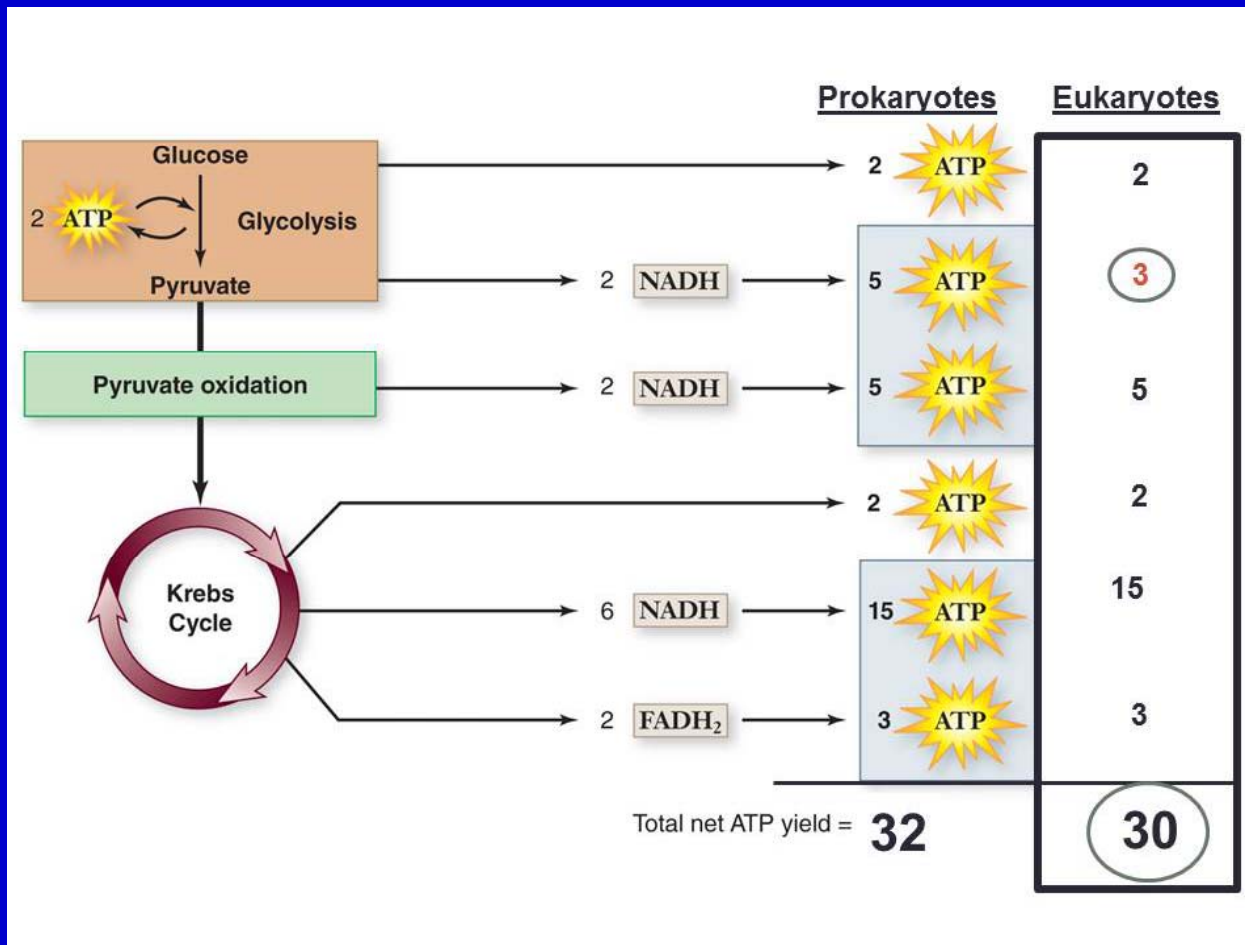 Prokaryotes Eukaryotes
Glucose
2 ATP Glycolysis
Pyruvate
2 ATP 2
2 NADH 5 ATP 3
Pyruvate oxidation 2 NADH 5 ATP 5
2 ATP 2
Krebs
Cycle
6 NADH 15 ATP 15
2 FADH₂ 3 ATP 3
Total net ATP yield = 32 30